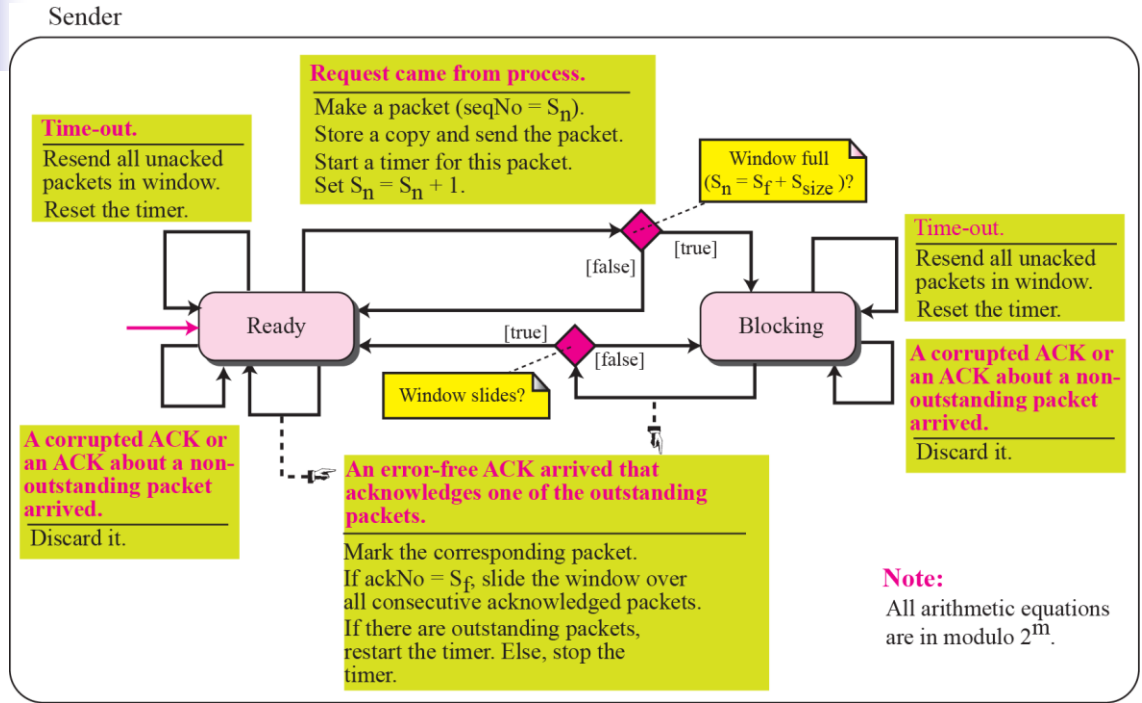 Sender
Request came from process.
Make a packet (seqNo = Sn).
Store a copy and send the packet.
Start a timer for this packet.
Set Sn = Sn + 1.
Time-out.
Resend all unacked
packets in window.
Reset the timer.
Window full
(Sn = Sf + Ssize )?
Time-out.
Resend all unacked
packets in window.
Reset the timer.
[false]
[true]
Ready
Blocking
[true]
[false]
Window slides?
A corrupted ACK or
an ACK about a non-
outstanding packet
arrived.
Discard it.
A corrupted ACK or
an ACK about a non-
outstanding packet
arrived.
Discard it.
An error-free ACK arrived that
acknowledges one of the outstanding
packets.
Mark the corresponding packet.
If ackNo = Sf, slide the window over
all consecutive acknowledged packets.
If there are outstanding packets,
restart the timer. Else, stop the
timer.
Note:
All arithmetic equations
are in modulo 2^m.